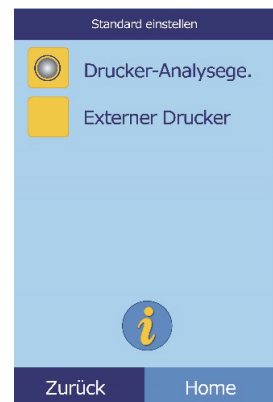 Standard einstellen
Drucker-Analysege.
Externer Drucker
i
Zurück
Home